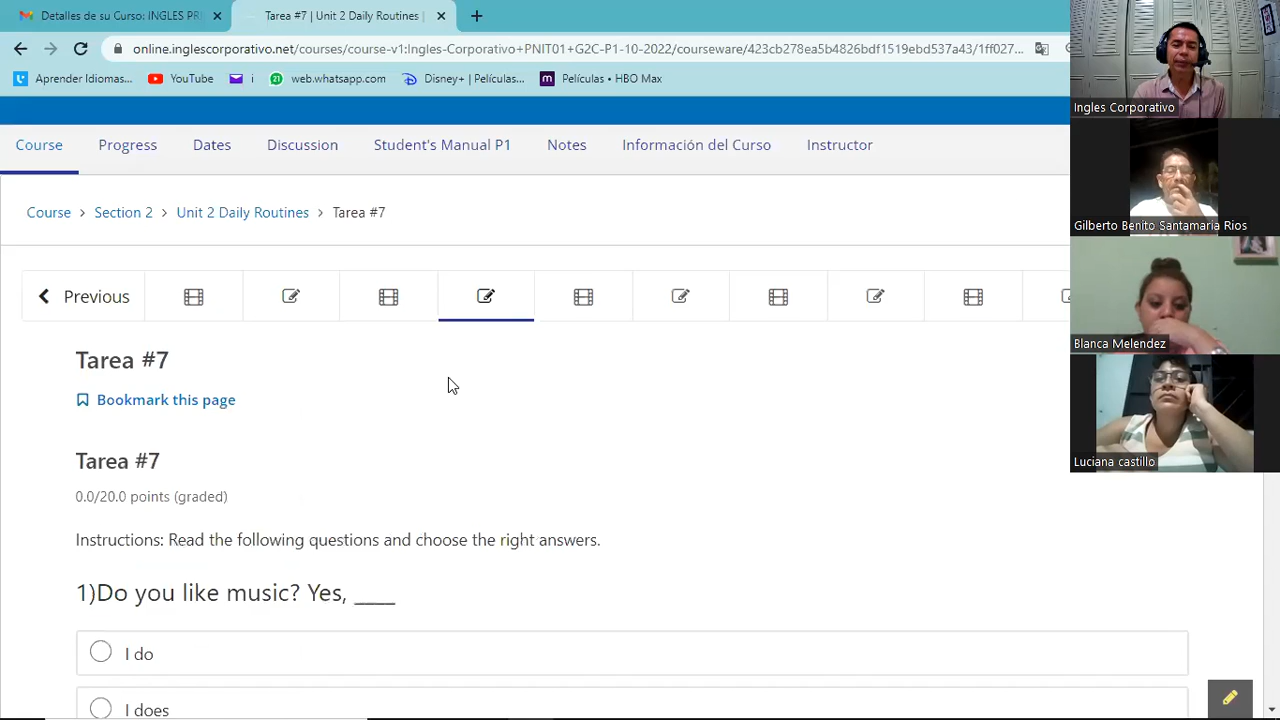 Detalles de su Curso: INGLES PR
Tarea #7 | Unit 2 Daily Routines |
online.inglescorporativo.net/courses/course-v1:Ingles-Corporativo+PNIT01+G2C-P1-10-2022/courseware/423cb279ea5b4826bdf1519e0d537e43/1ff027...
Aprender Idiomas...
YouTube
i
21
web.whatsapp.com
Disney+ | Películas...
Películas • HBO Max
Course
Progress
Dates
Discussion
Student's Manual P1
Notes
Información del Curso
Instructor
Course > Section 2 > Unit 2 Daily Routines > Tarea #7
Previous
Tarea #7
Bookmark this page
Tarea #7
0.0/20.0 points (graded)
Instructions: Read the following questions and choose the right answers.
1)Do you like music? Yes, ____
I do
I does
Ingles Corporativo
Gilberto Benito Santamaria Rios
Blanca Melendez
Luciana castillo